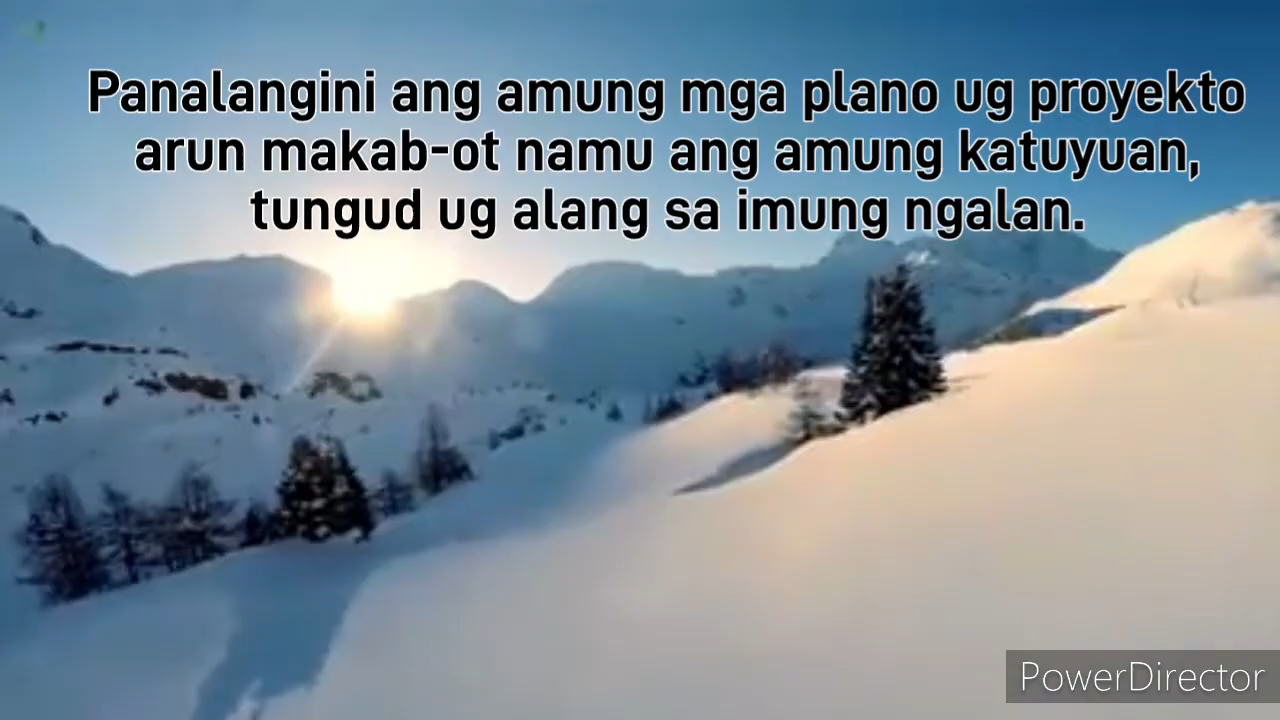 Panalangini ang amung mga plano ug proyekto
arun makab-ot namu ang amung katuyuan,
tungud ug alang sa imung ngalan.
PowerDirector